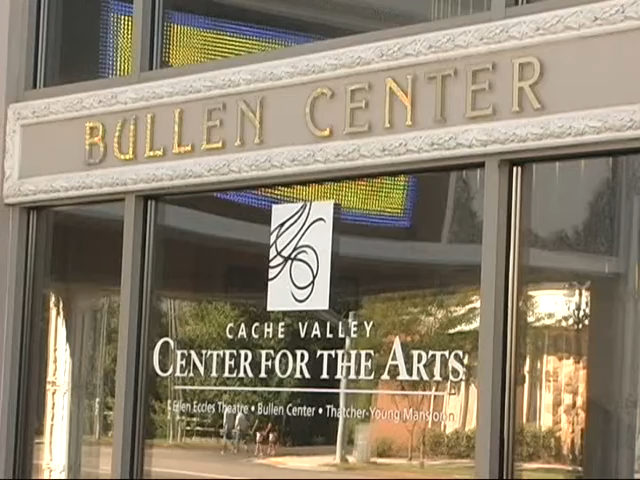 BULLEN CENTER
CACHE VALLEY
CENTER FOR THE ARTS
Ellen Eccles Theatre • Bullen Center • Thatcher-Young Mansion